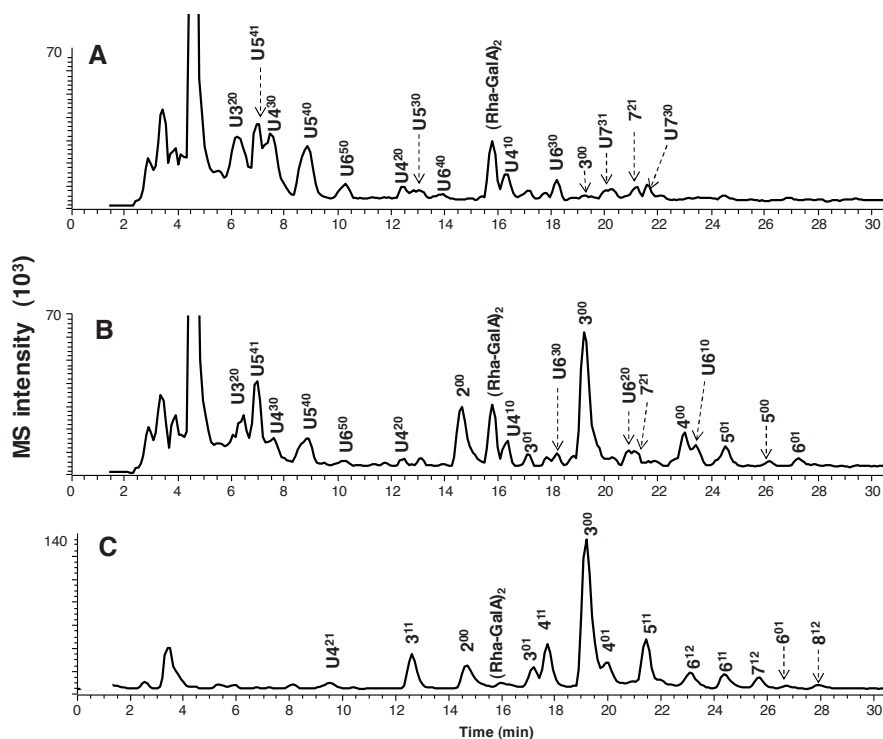 MS intensity (10³)
A
70
U3²⁰
U5⁴¹
U4³⁰
U5⁴⁰
U6⁵⁰
U4²⁰
U5³⁰
U6⁴⁰
(Rha-GalA)₂
U4¹⁰
U6³⁰
3⁰⁰
U7³¹
7²¹
U7³⁰
0 2 4 6 8 10 12 14 16 18 20 22 24 26 28 30
B
70
U3²⁰
U5⁴¹
U4³⁰
U5⁴⁰
U6⁵⁰
U4²⁰
2⁰⁰
(Rha-GalA)₂
U4¹⁰
3⁰¹
U6³⁰
3⁰⁰
U6²⁰
7²¹
4⁰⁰
U6¹⁰
5⁰¹
5⁰⁰
6⁰¹
0 2 4 6 8 10 12 14 16 18 20 22 24 26 28 30
C
140
U4²¹
3¹¹
2⁰⁰
(Rha-GalA)₂
3⁰¹
4¹¹
3⁰⁰
4⁰¹
5¹¹
6¹²
6¹¹
7¹²
6⁰¹
8¹²
0 2 4 6 8 10 12 14 16 18 20 22 24 26 28 30
Time (min)